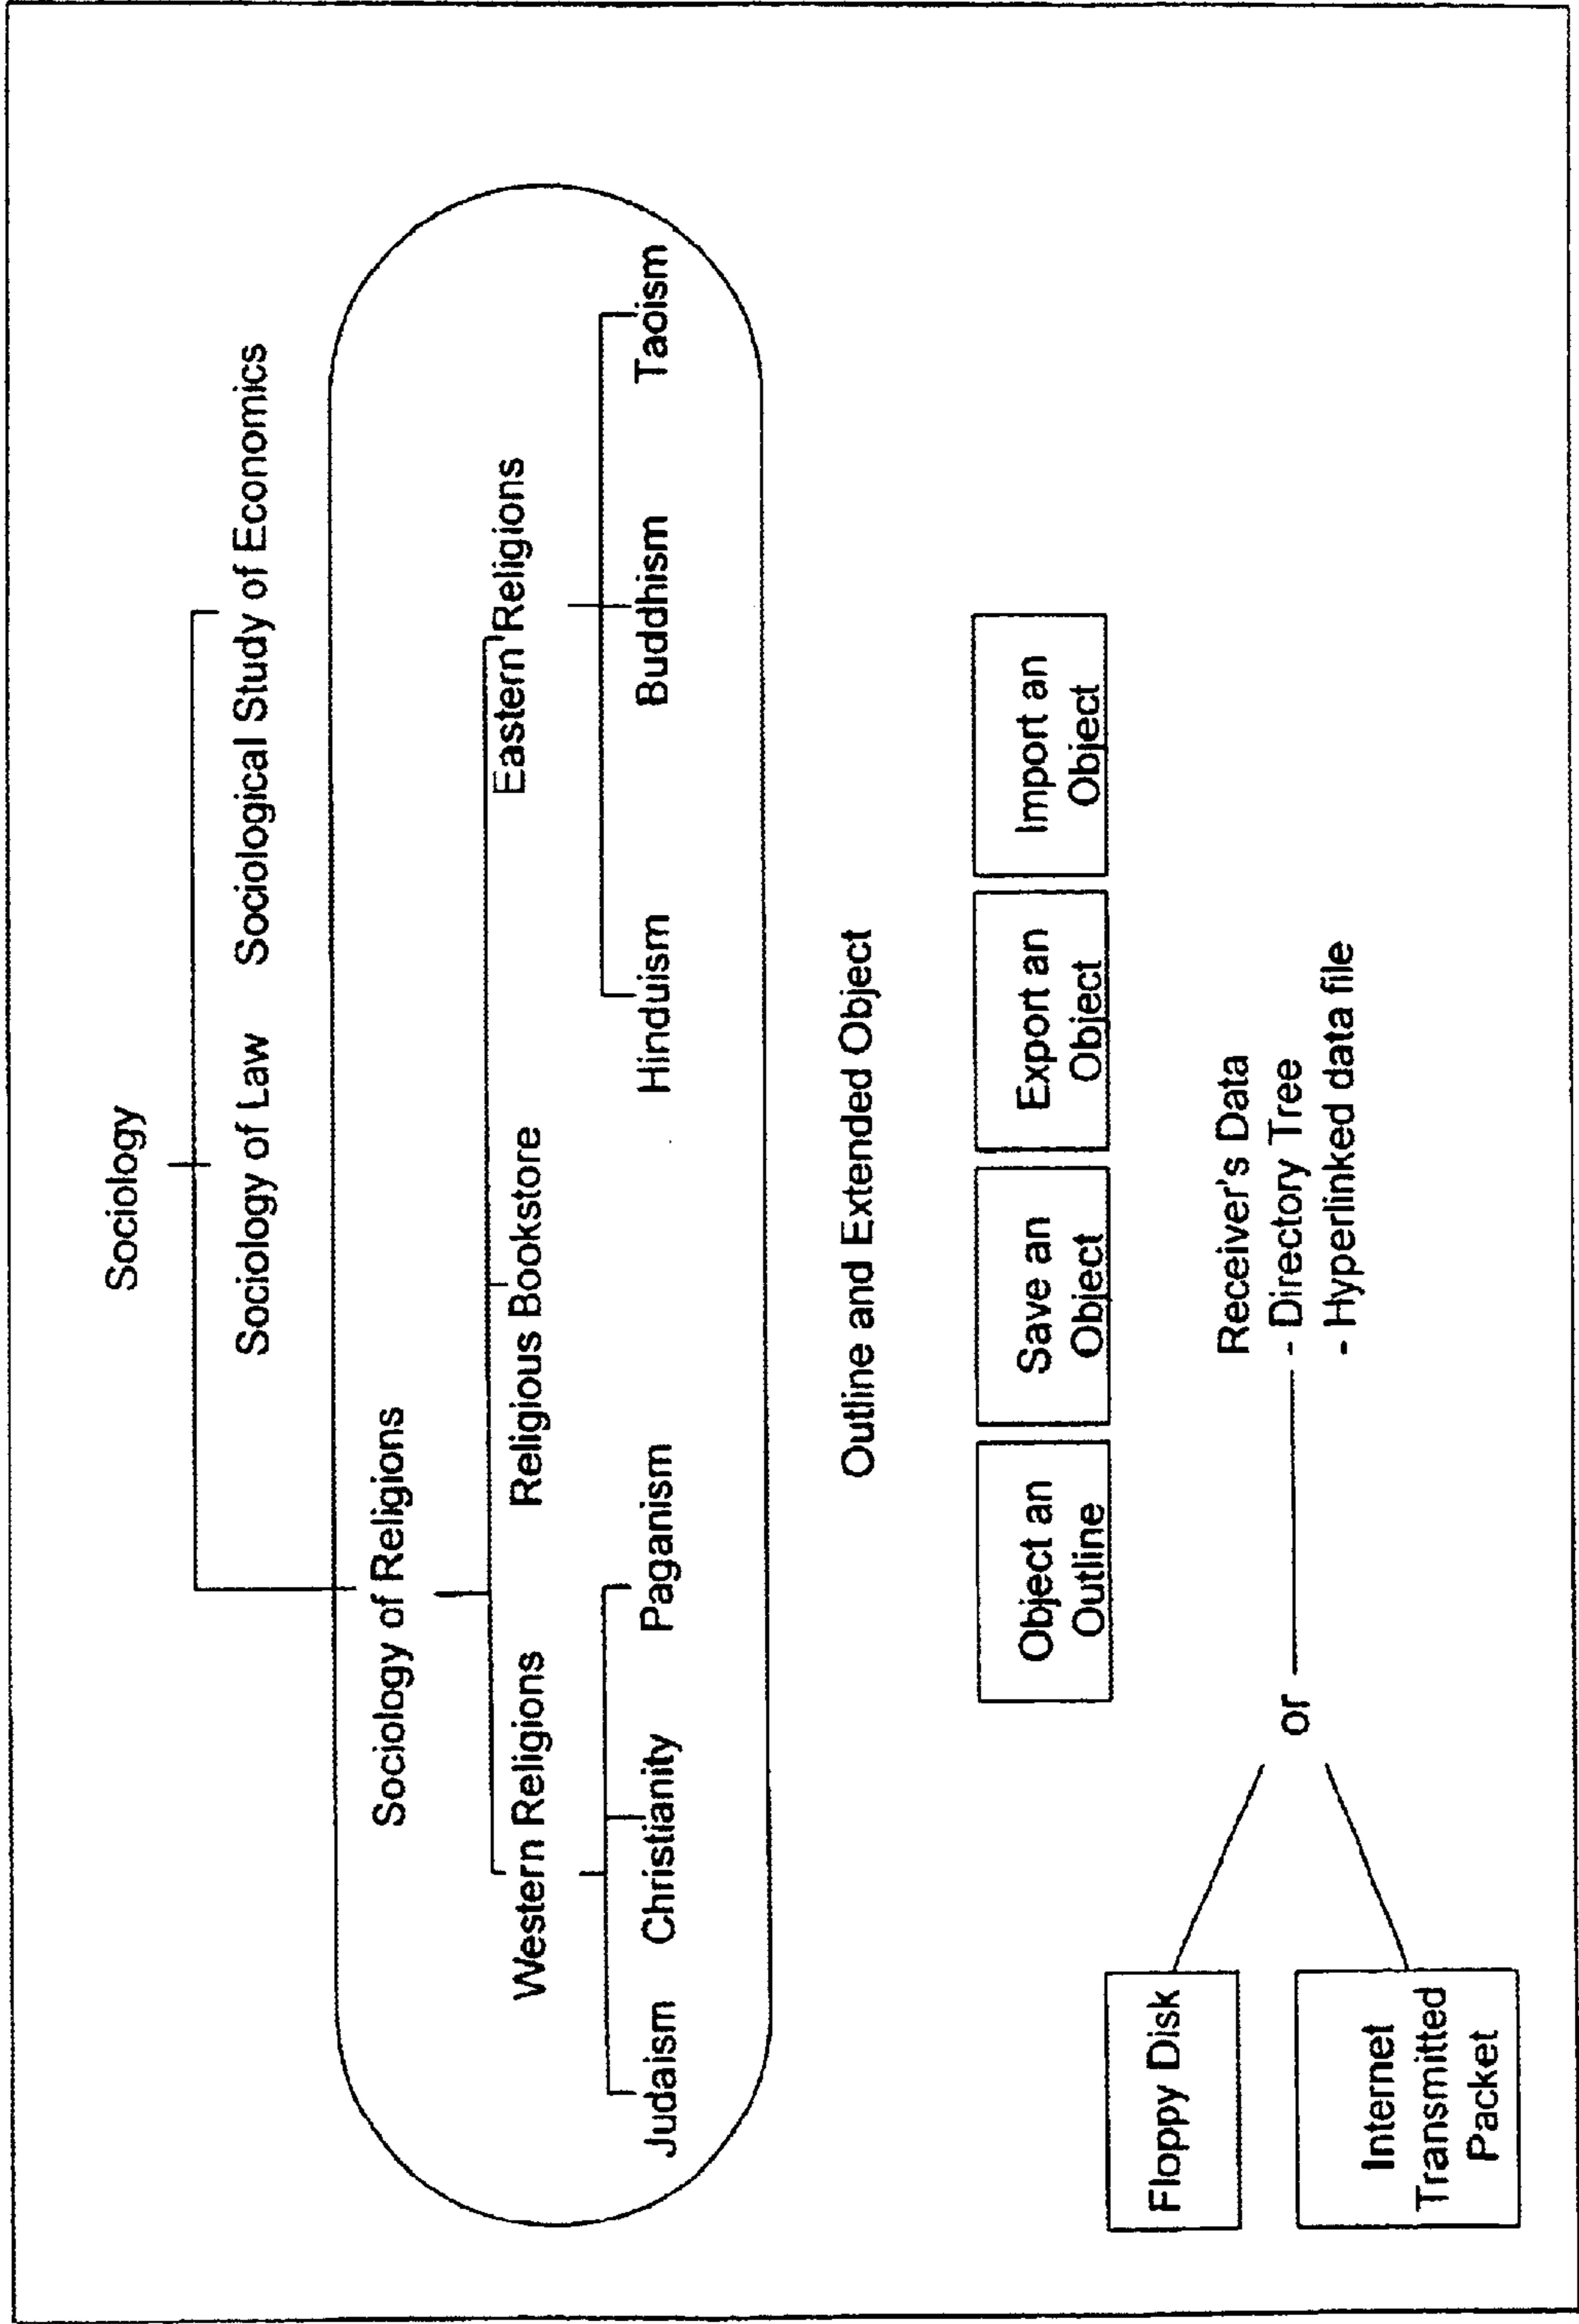 Sociology
Sociology of Law Sociological Study of Economics
Sociology of Religions
Western Religions Religious Bookstore Eastern Religions
Judaism Christianity Paganism Hinduism Buddhism Taoism
Outline and Extended Object
Object an
Outline
Save an
Object
Export an
Object
Import an
Object
Floppy Disk
Internet
Transmitted
Packet
or
Receiver's Data
- Directory Tree
- Hyperlinked data file